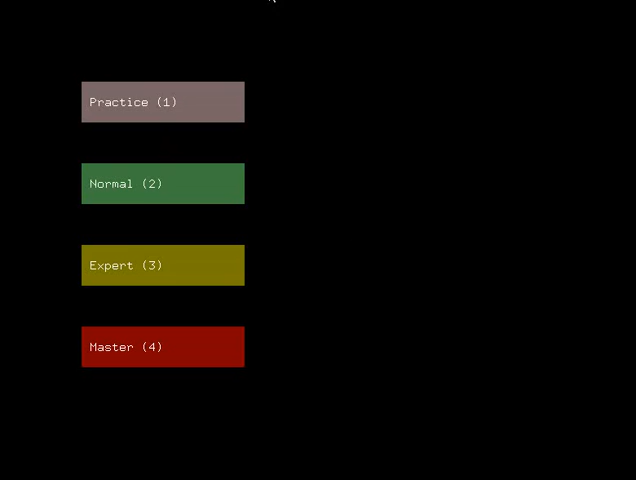 Practice (1)
Normal (2)
Expert (3)
Master (4)